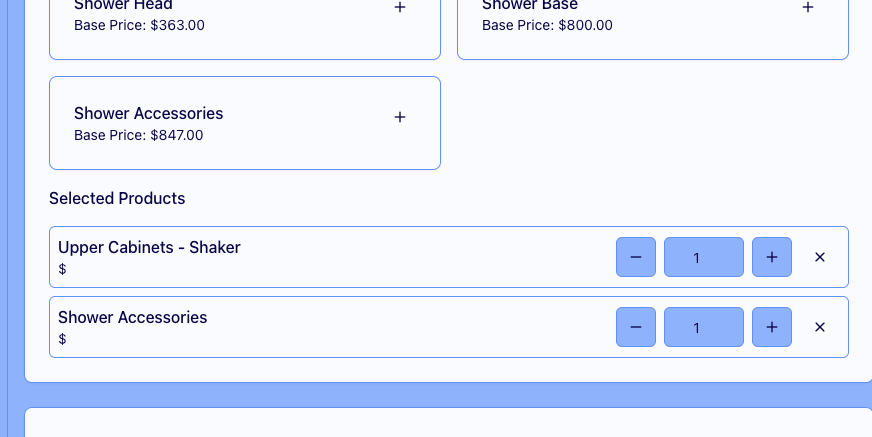 Shower Head
Base Price: $363.00
Shower Base
Base Price: $800.00
Shower Accessories
Base Price: $847.00
Selected Products
Upper Cabinets - Shaker
$
− 1 + ×
Shower Accessories
$
− 1 + ×